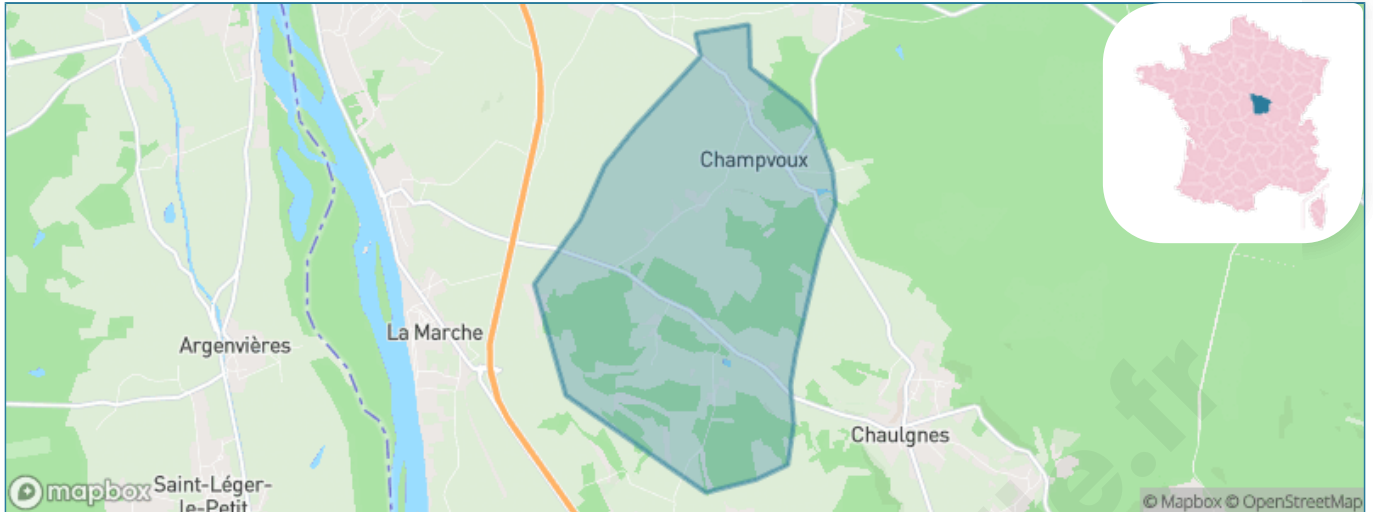 Champvoux
La Marche
Argenvières
Chaulgnes
Saint-Léger-
le-Petit
mapbox
© Mapbox © OpenStreetMap